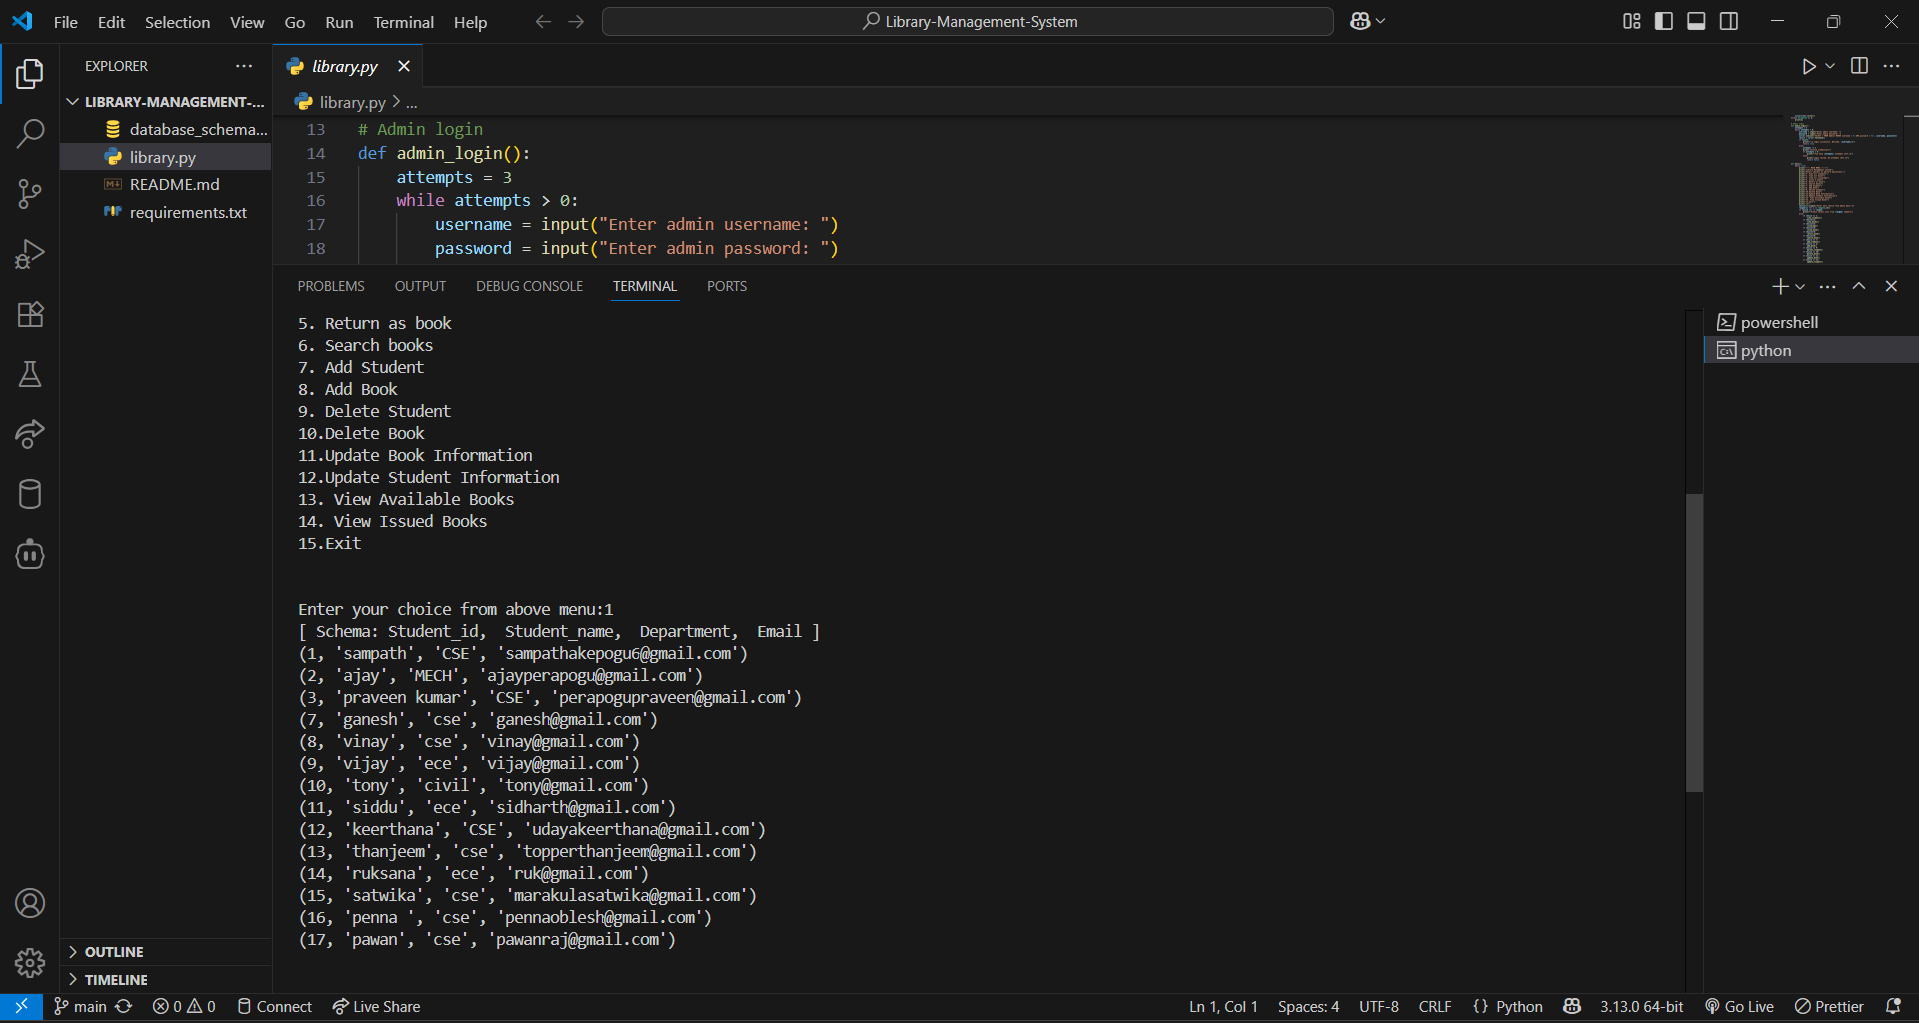 File Edit Selection View Go Run Terminal Help
Library-Management-System
EXPLORER
library.py
LIBRARY-MANAGEMENT-...
database_schema...
library.py
README.md
requirements.txt
library.py > ...
13 # Admin login
14 def admin_login():
15 attempts = 3
16 while attempts > 0:
17 username = input("Enter admin username: ")
18 password = input("Enter admin password: ")
PROBLEMS OUTPUT DEBUG CONSOLE TERMINAL PORTS
powershell
python
5. Return as book
6. Search books
7. Add Student
8. Add Book
9. Delete Student
10.Delete Book
11.Update Book Information
12.Update Student Information
13. View Available Books
14. View Issued Books
15.Exit
Enter your choice from above menu:1
[ Schema: Student_id,  Student_name,  Department,  Email ]
(1, 'sampath', 'CSE', 'sampathakepogu6@gmail.com')
(2, 'ajay', 'MECH', 'ajayperapogu@gmail.com')
(3, 'praveen kumar', 'CSE', 'perapogupraveen@gmail.com')
(7, 'ganesh', 'cse', 'ganesh@gmail.com')
(8, 'vinay', 'cse', 'vinay@gmail.com')
(9, 'vijay', 'ece', 'vijay@gmail.com')
(10, 'tony', 'civil', 'tony@gmail.com')
(11, 'siddu', 'ece', 'sidharth@gmail.com')
(12, 'keerthana', 'CSE', 'udayakeerthana@gmail.com')
(13, 'thanjeem', 'cse', 'topperthanjeem@gmail.com')
(14, 'ruksana', 'ece', 'ruk@gmail.com')
(15, 'satwika', 'cse', 'marakulasatwika@gmail.com')
(16, 'penna ', 'cse', 'pennaoblesh@gmail.com')
(17, 'pawan', 'cse', 'pawanraj@gmail.com')
OUTLINE
TIMELINE
main 0 0 Connect Live Share Ln 1, Col 1 Spaces: 4 UTF-8 CRLF {} Python 3.13.0 64-bit Go Live Prettier